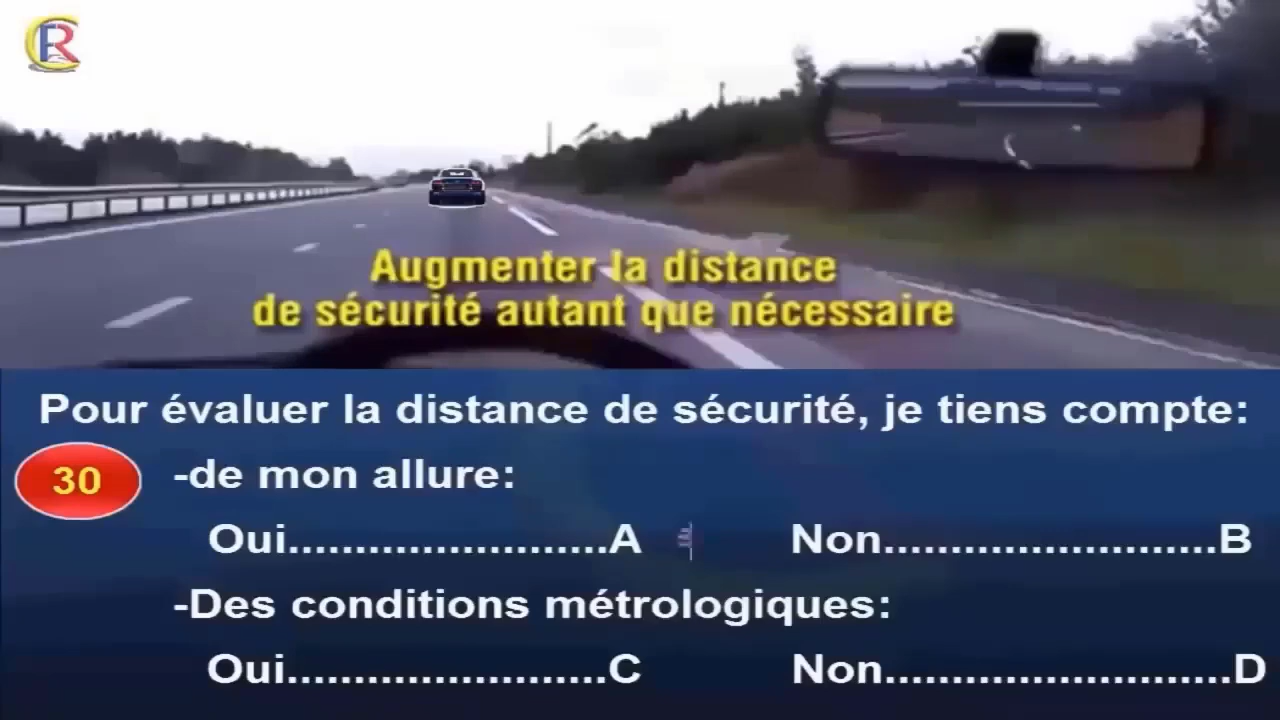 Augmenter la distance
de sécurité autant que nécessaire
Pour évaluer la distance de sécurité, je tiens compte:
30
-de mon allure:
Oui........................A Non.........................B
-Des conditions métrologiques:
Oui........................C Non..........................D